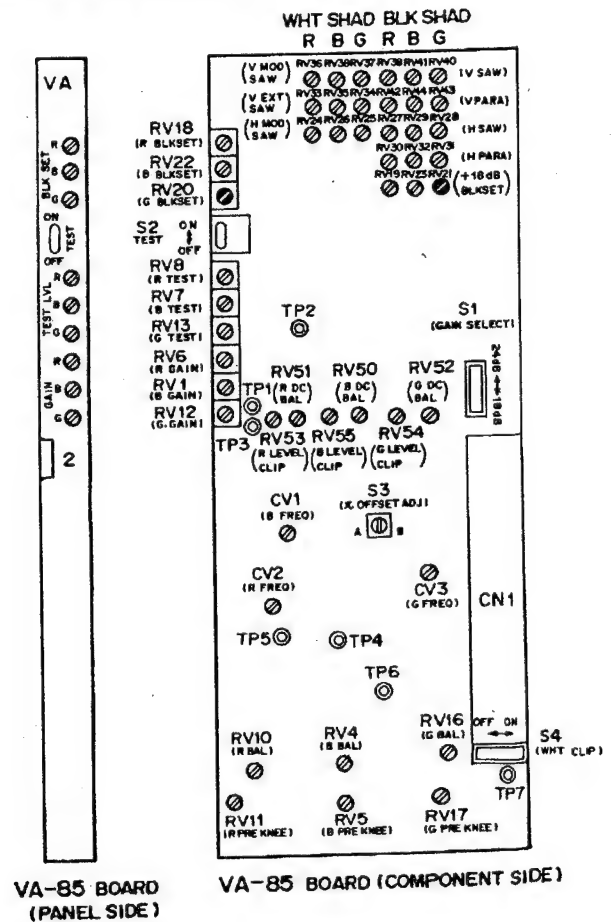 WHT SHAD BLK SHAD
R B G R B G
(V MOD SAW) RV36 RV38 RV37 RV39 RV41 RV40 (V SAW)
(V EXT SAW) RV33 RV35 RV34 RV42 RV44 RV43 (V PARA)
(H MOD SAW) RV24 RV26 RV25 RV27 RV29 RV28 (H SAW)
RV30 RV32 RV31 (H PARA)
RV19 RV23 RV21 (+18dB BLKSET)
VA
R
B
G
BLK SET
ON
OFF
TEST
R
B
G
TEST LVL
R
B
G
GAIN
2
RV18
(R BLKSET)
RV22
(B BLKSET)
RV20
(G BLKSET)
S2 ON
TEST OFF
RV8
(R TEST)
RV7
(B TEST)
RV13
(G TEST)
RV6
(R GAIN)
RV1
(B GAIN)
RV12
(G.GAIN)
TP2
S1
(GAIN SELECT)
24dB 18dB
RV51 RV50 RV52
TP1 (R DC BAL) (B DC BAL) (G DC BAL)
TP3
RV53 RV55 RV54
(R LEVEL CLIP) (B LEVEL CLIP) (G LEVEL CLIP)
CV1
(B FREQ)
S3
(X OFFSET ADJ)
A B
CV2
(R FREQ)
CV3
(G FREQ)
CN1
TP5 TP4
TP6
RV10
(R BAL)
RV4
(B BAL)
RV16
(G BAL)
OFF ON
S4
(WHT CLIP)
TP7
RV11
(R PRE KNEE)
RV5
(B PRE KNEE)
RV17
(G PRE KNEE)
VA-85 BOARD
(PANEL SIDE)
VA-85 BOARD (COMPONENT SIDE)